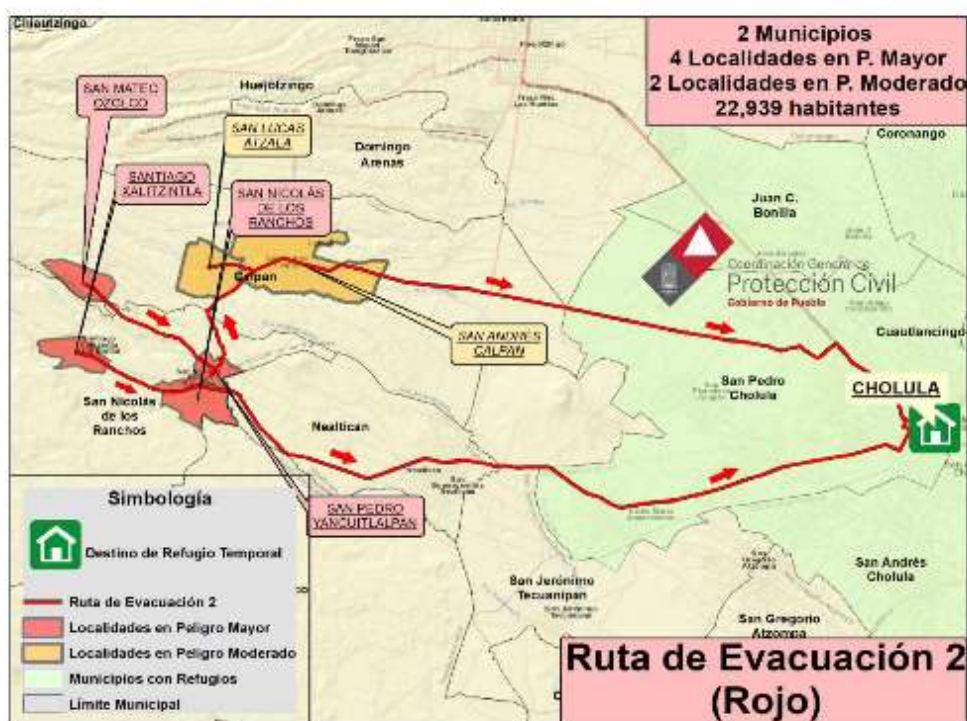 Chiautzingo
2 Municipios
4 Localidades en P. Mayor
2 Localidades en P. Moderado
22,939 habitantes
SAN MATEO
OZOLCO
Huejotzingo
SAN LUCAS
ATZALA
Domingo
Arenas
Coronango
SANTIAGO
XALITZINTLA
SAN NICOLÁS
DE LOS
RANCHOS
Juan C.
Bonilla
Calpan
Coordinación General de
Protección Civil
Gobierno de Puebla
SAN ANDRÉS
CALPAN
Cuautlancingo
San Pedro
Cholula
CHOLULA
San Nicolás
de los
Ranchos
Nealtican
SAN PEDRO
YANCUITLALPAN
Simbología
Destino de Refugio Temporal
Ruta de Evacuación 2
Localidades en Peligro Mayor
Localidades en Peligro Moderado
Municipios con Refugios
Límite Municipal
San Jerónimo
Tecuanipan
San Andrés
Cholula
San Gregorio
Atzompa
Ruta de Evacuación 2
(Rojo)